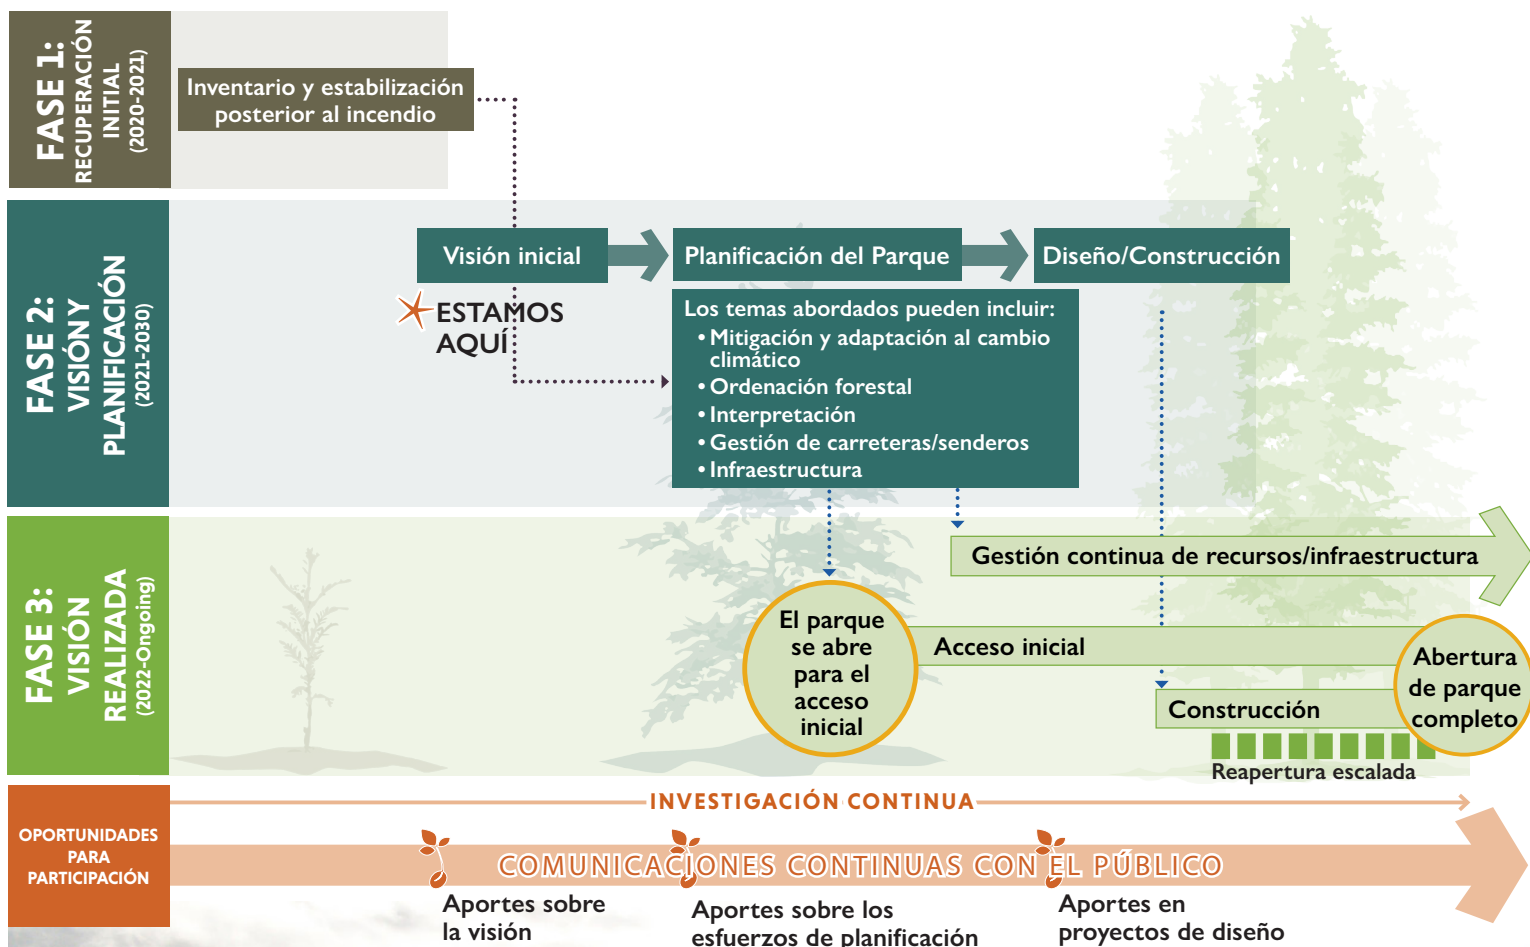 FASE 1:
RECUPERACIÓN
INITIAL
(2020-2021)
Inventario y estabilización
posterior al incendio
FASE 2:
VISIÓN Y
PLANIFICACIÓN
(2021-2030)
Visión inicial
Planificación del Parque
Diseño/Construcción
ESTAMOS
AQUÍ
Los temas abordados pueden incluir:
• Mitigación y adaptación al cambio
climático
• Ordenación forestal
• Interpretación
• Gestión de carreteras/senderos
• Infraestructura
FASE 3:
VISIÓN
REALIZADA
(2022-Ongoing)
Gestión continua de recursos/infraestructura
El parque
se abre
para el
acceso
inicial
Acceso inicial
Construcción
Abertura
de parque
completo
Reapertura escalada
OPORTUNIDADES
PARA
PARTICIPACIÓN
INVESTIGACIÓN CONTINUA
COMUNICACIONES CONTINUAS CON EL PÚBLICO
Aportes sobre
la visión
Aportes sobre los
esfuerzos de planificación
Aportes en
proyectos de diseño